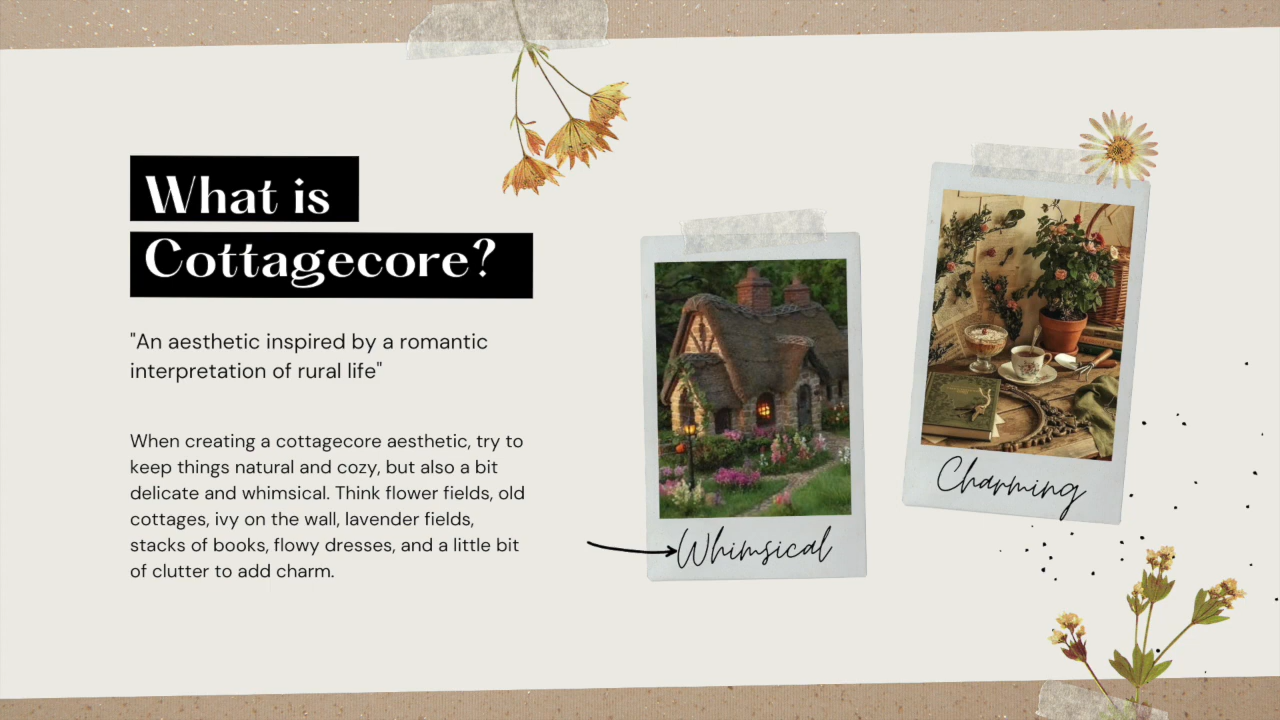 What is
Cottagecore?
"An aesthetic inspired by a romantic
interpretation of rural life"
When creating a cottagecore aesthetic, try to
keep things natural and cozy, but also a bit
delicate and whimsical. Think flower fields, old
cottages, ivy on the wall, lavender fields,
stacks of books, flowy dresses, and a little bit
of clutter to add charm.
Whimsical
Charming